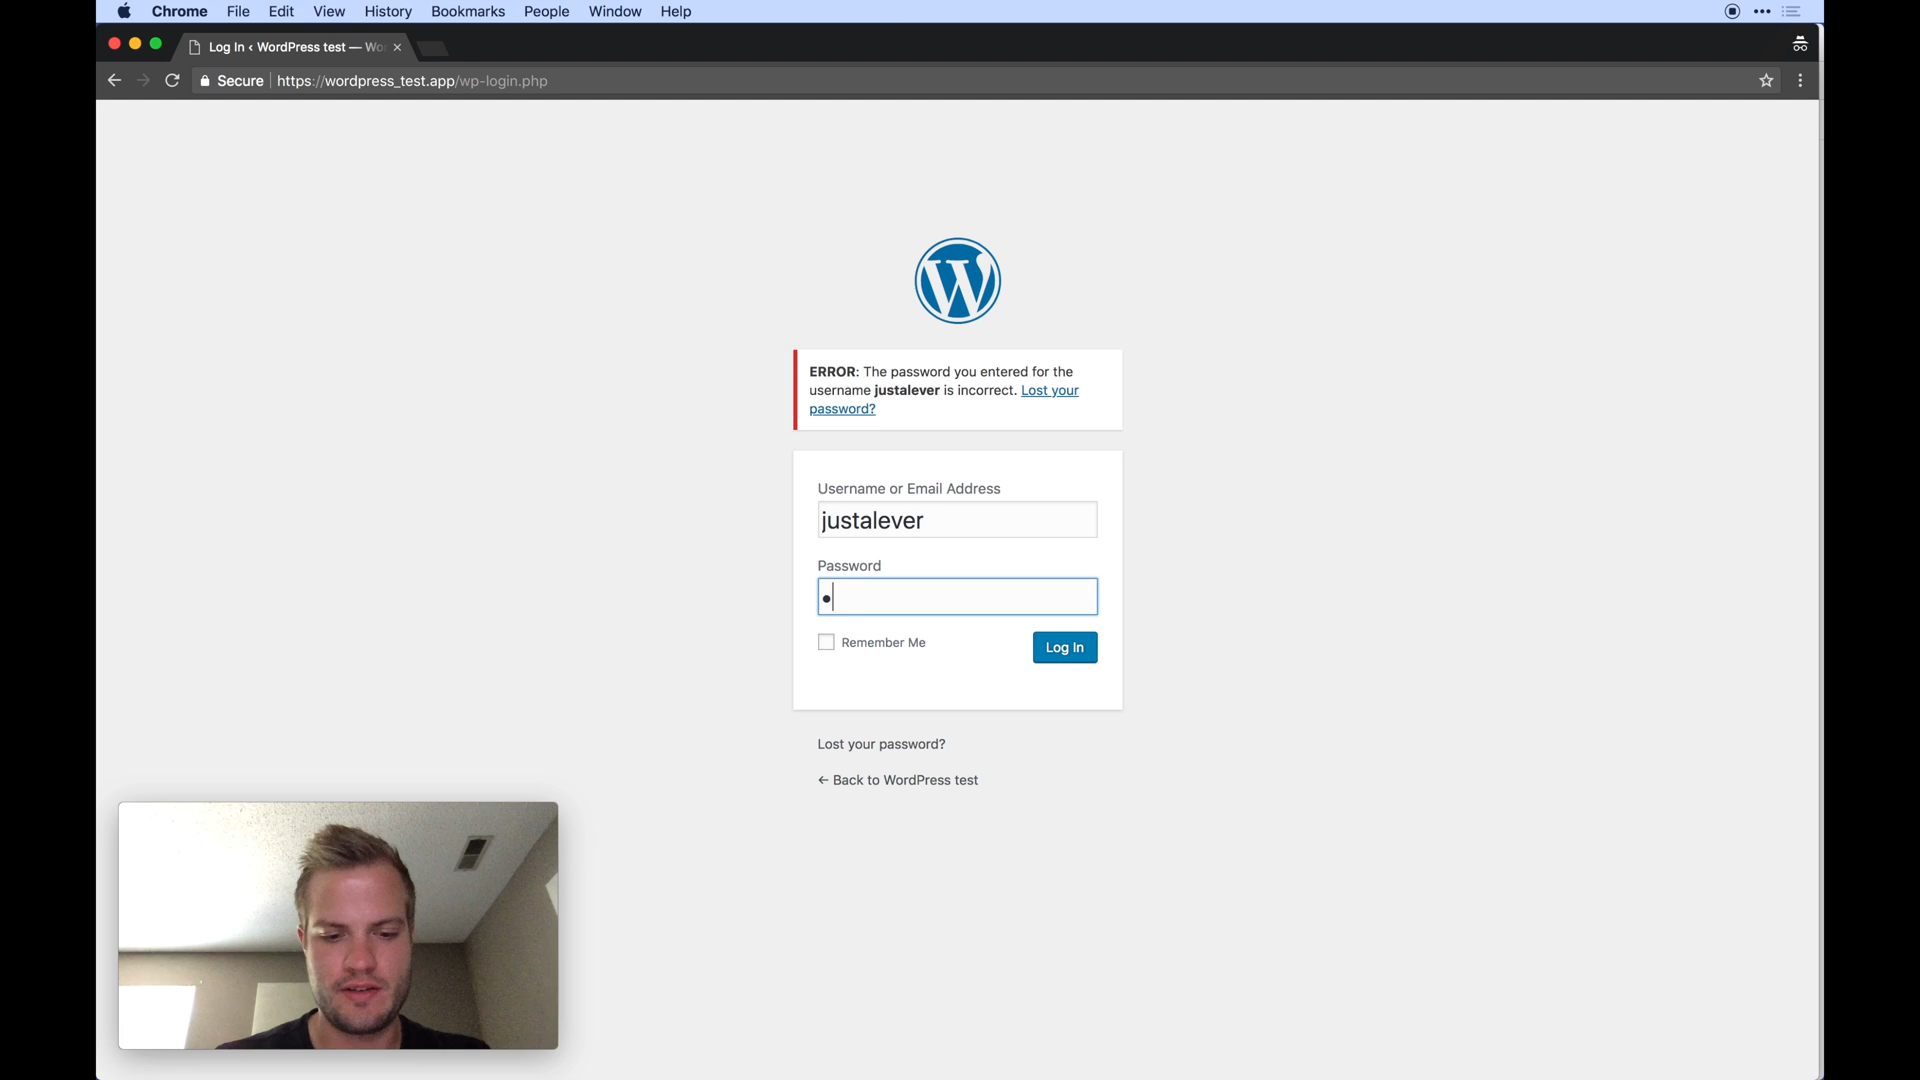 Chrome File Edit View History Bookmarks People Window Help
Log In ‹ WordPress test — Wo
Secure https://wordpress_test.app/wp-login.php
ERROR: The password you entered for the
username justalever is incorrect. Lost your
password?
Username or Email Address
justalever
Password
Remember Me
Log In
Lost your password?
← Back to WordPress test